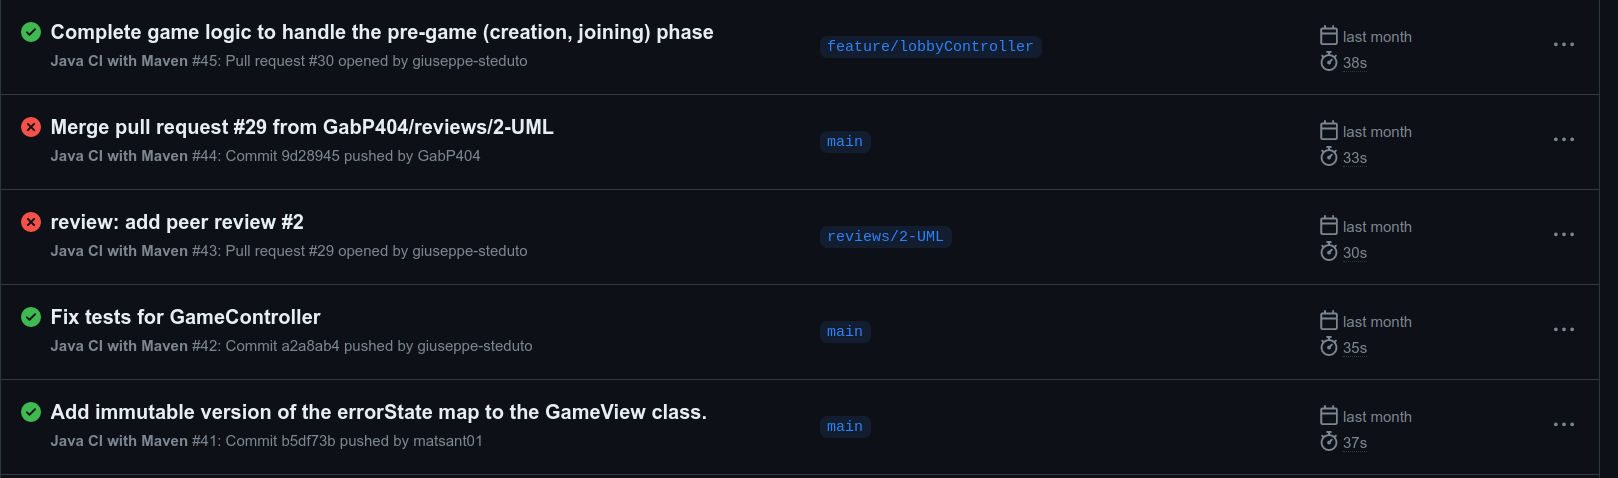 Complete game logic to handle the pre-game (creation, joining) phase
Java CI with Maven #45: Pull request #30 opened by giuseppe-steduto
feature/lobbyController
last month
38s
Merge pull request #29 from GabP404/reviews/2-UML
Java CI with Maven #44: Commit 9d28945 pushed by GabP404
main
last month
33s
review: add peer review #2
Java CI with Maven #43: Pull request #29 opened by giuseppe-steduto
reviews/2-UML
last month
30s
Fix tests for GameController
Java CI with Maven #42: Commit a2a8ab4 pushed by giuseppe-steduto
main
last month
35s
Add immutable version of the errorState map to the GameView class.
Java CI with Maven #41: Commit b5df73b pushed by matsant01
main
last month
37s